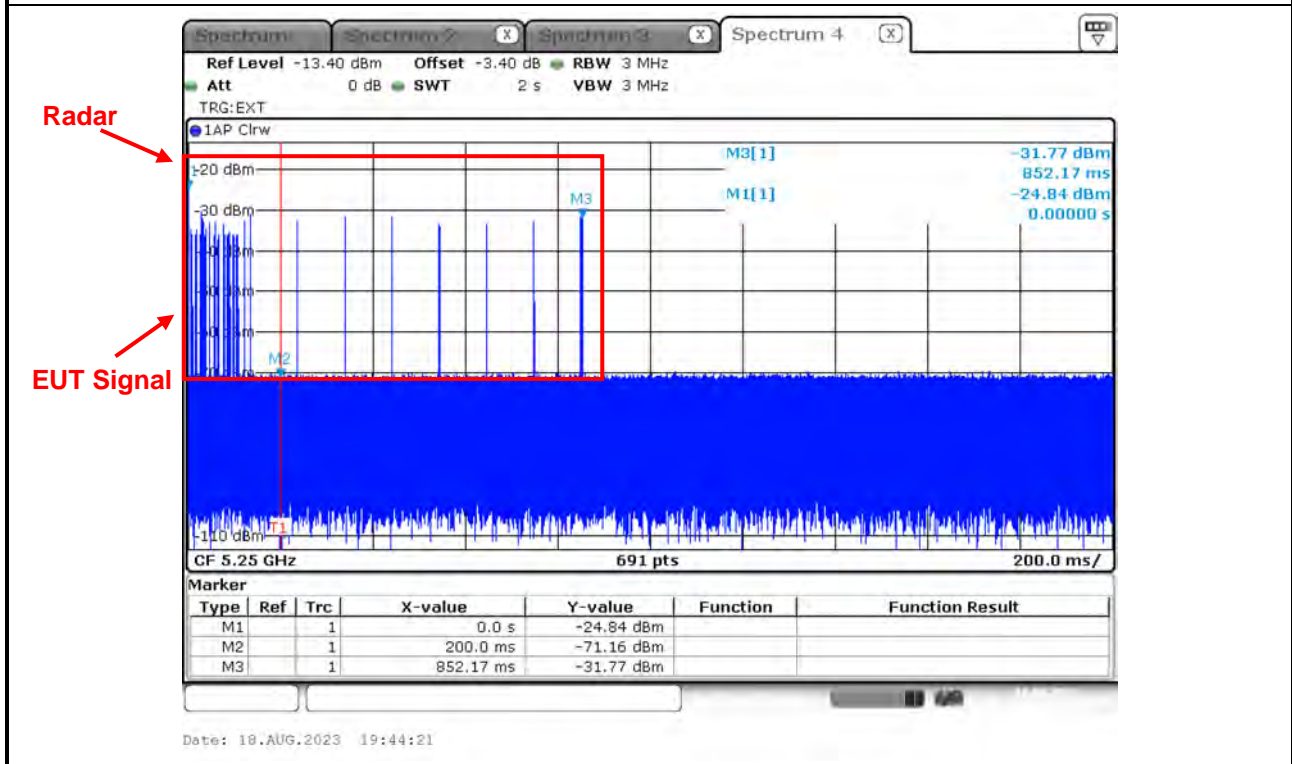 Spectrum Spectrum 2 X Spectrum 3 X Spectrum 4 X
Ref Level -13.40 dBm Offset -3.40 dB RBW 3 MHz
Att 0 dB SWT 2 s VBW 3 MHz
TRG:EXT
Radar
1AP Clrw
M3[1] -31.77 dBm
852.17 ms
-20 dBm
M1[1] -24.84 dBm
0.00000 s
M3
-30 dBm
M2
EUT Signal
T1
-110 dBm
CF 5.25 GHz 691 pts 200.0 ms/
Marker
Type Ref Trc X-value Y-value Function Function Result
M1 1 0.0 s -24.84 dBm
M2 1 200.0 ms -71.16 dBm
M3 1 852.17 ms -31.77 dBm
Date: 18.AUG.2023 19:44:21